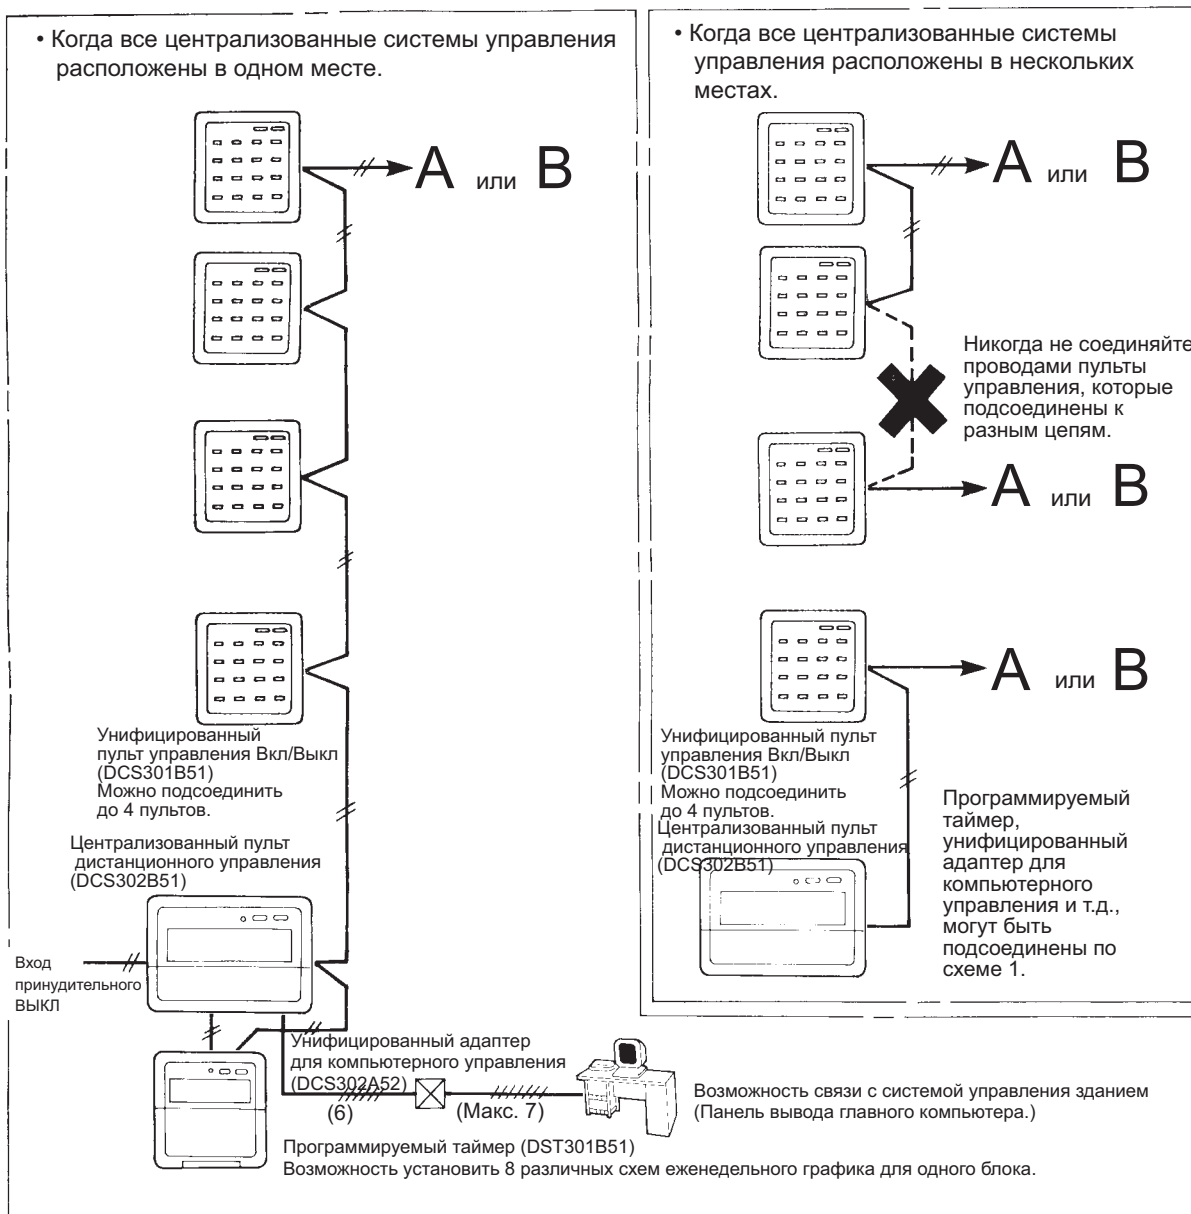 • Когда все централизованные системы управления
расположены в одном месте.
A или B
Унифицированный
пульт управления Вкл/Выкл
(DCS301B51)
Можно подсоединить
до 4 пультов.
Централизованный пульт
дистанционного управления
(DCS302B51)
Вход
принудительного
ВЫКЛ
Унифицированный адаптер
для компьютерного управления
(DCS302A52)
(6)
(Макс. 7)
Возможность связи с системой управления зданием
(Панель вывода главного компьютера.)
Программируемый таймер (DST301B51)
Возможность установить 8 различных схем еженедельного графика для одного блока.
• Когда все централизованные системы
управления расположены в нескольких
местах.
A или B
Никогда не соединяйте
проводами пульты
управления, которые
подсоединены к
разным цепям.
A или B
A или B
Унифицированный пульт
управления Вкл/Выкл
(DCS301B51)
Можно подсоединить
до 4 пультов.
Централизованный пульт
дистанционного управления
(DCS302B51)
Программируемый
таймер,
унифицированный
адаптер для
компьютерного
управления и т.д.,
могут быть
подсоединены по
схеме 1.